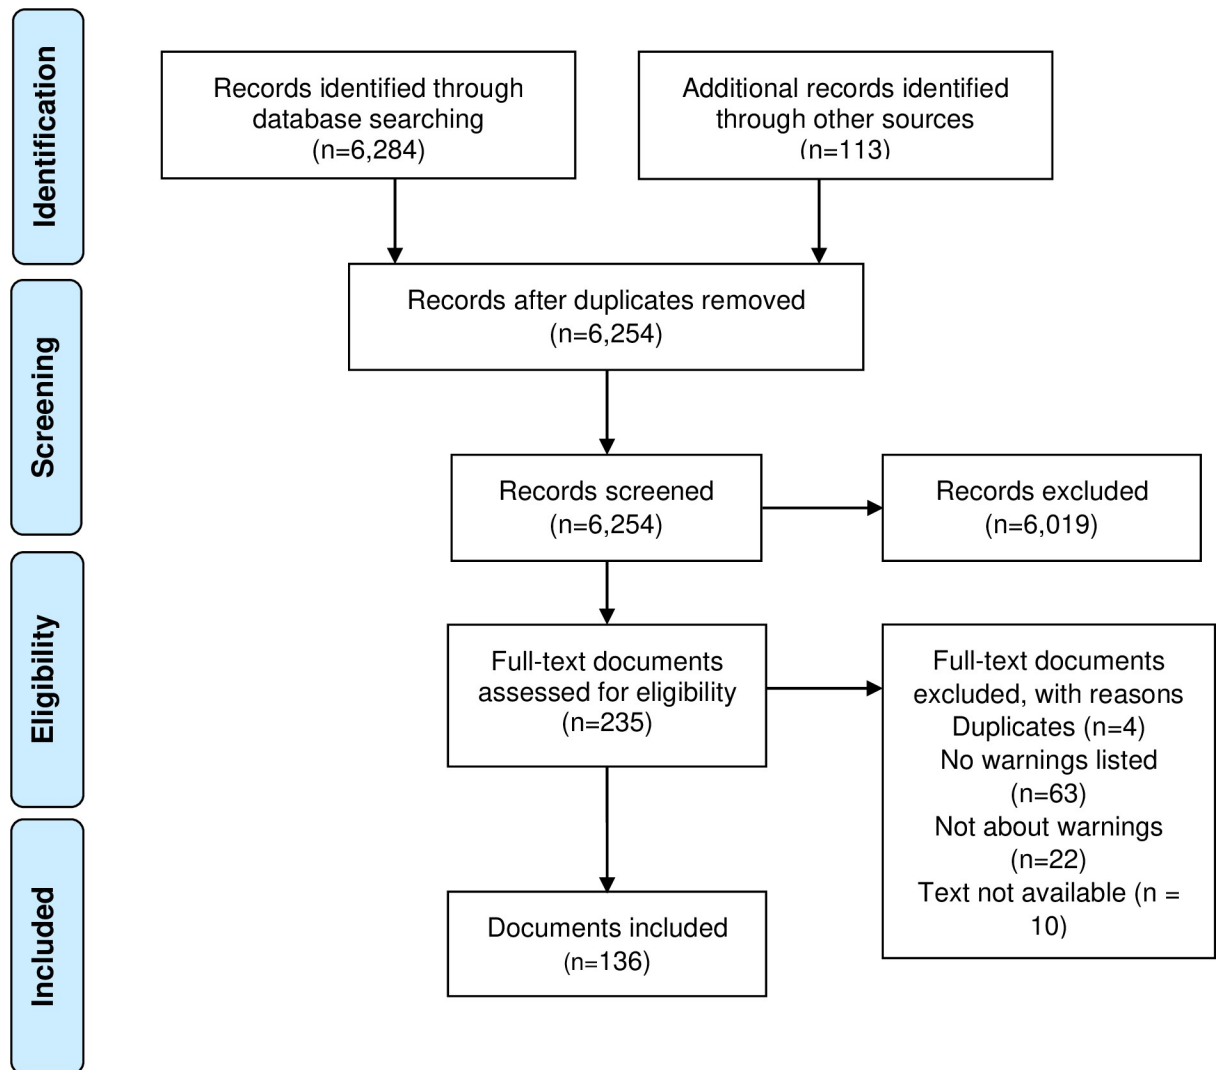 Identification
Records identified through
database searching
(n=6,284)
Additional records identified
through other sources
(n=113)
Records after duplicates removed
(n=6,254)
Screening
Records screened
(n=6,254)
Records excluded
(n=6,019)
Eligibility
Full-text documents
assessed for eligibility
(n=235)
Full-text documents
excluded, with reasons
Duplicates (n=4)
No warnings listed
(n=63)
Not about warnings
(n=22)
Text not available (n =
10)
Included
Documents included
(n=136)